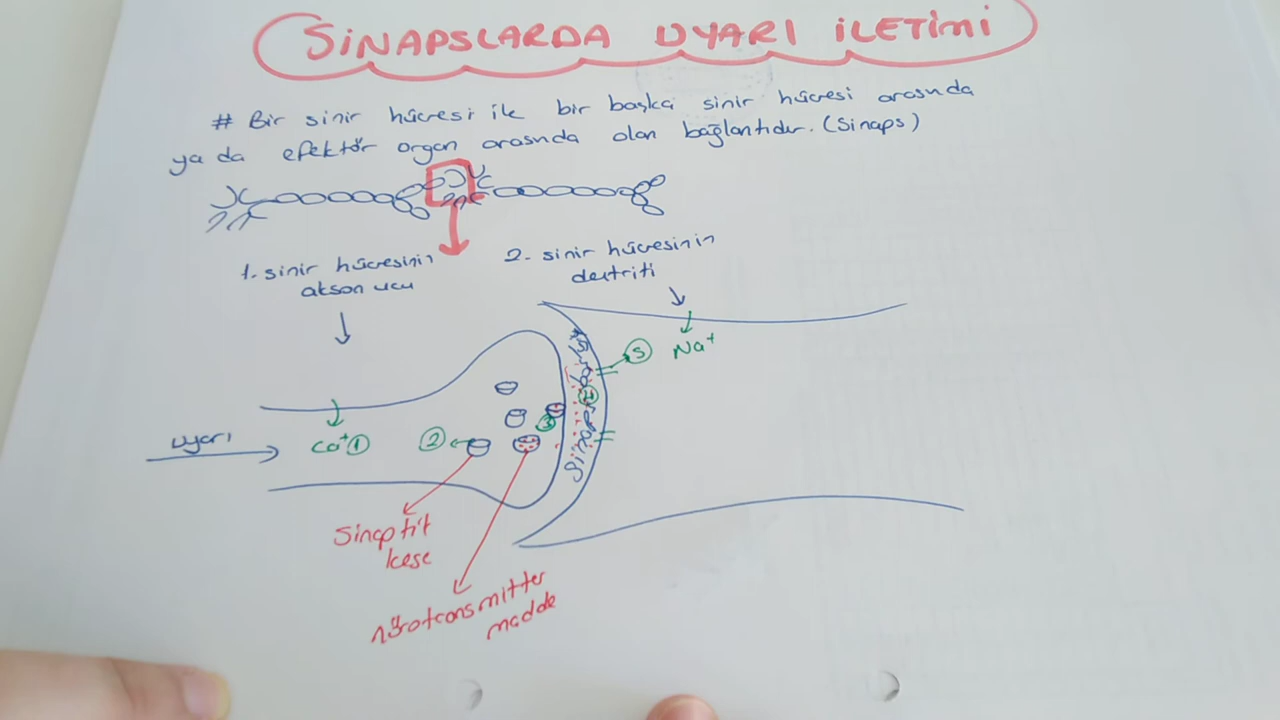 SİNAPSLARDA UYARI İLETİMİ
# Bir sinir hücresi ile bir başka sinir hücresi arasında
ya da efektör organ arasında olan bağlantıdır. (Sinaps)
1. sinir hücresinin
akson ucu
2. sinir hücresinin
dentriti
5
Na+
uyarı
Ca+ 1
2
3
4
Sinaptik
kese
nörotransmitter
madde